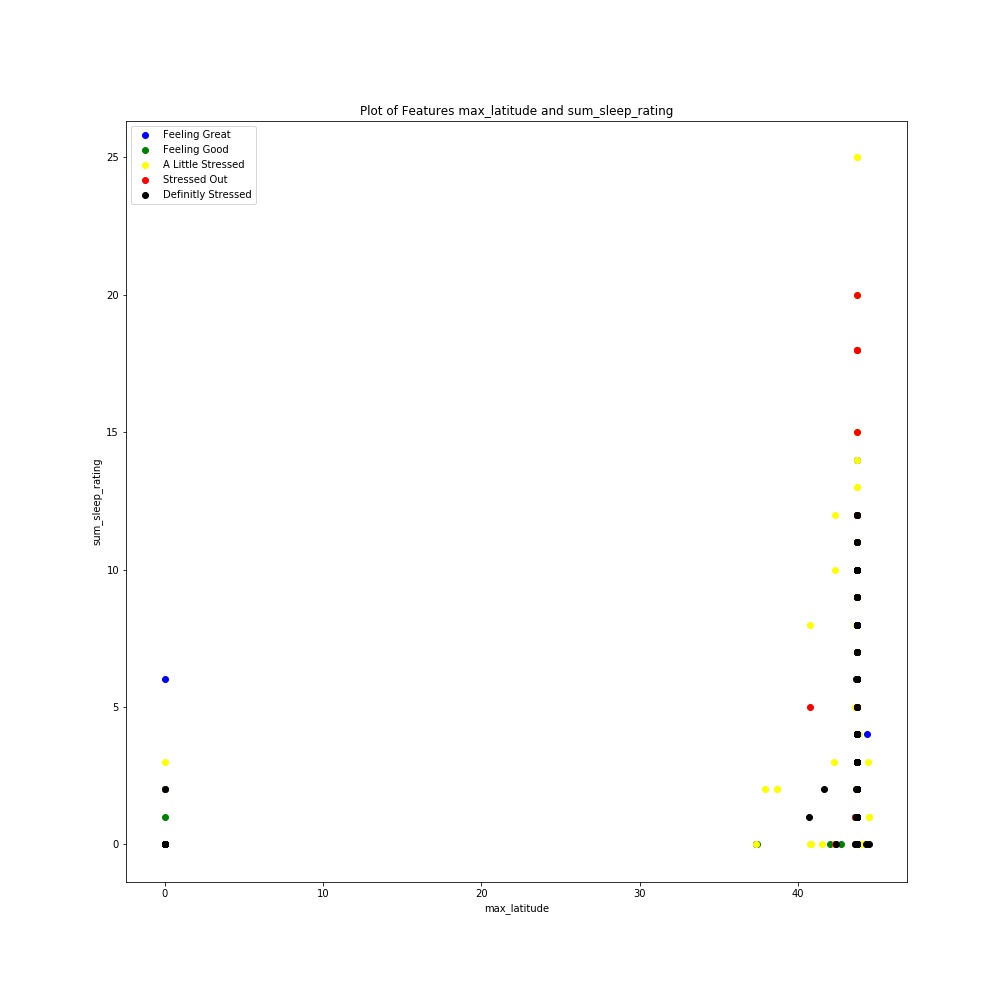 Plot of Features max_latitude and sum_sleep_rating
Feeling Great
Feeling Good
A Little Stressed
Stressed Out
Definitly Stressed
25
20
15
10
5
0
sum_sleep_rating
0 10 20 30 40
max_latitude